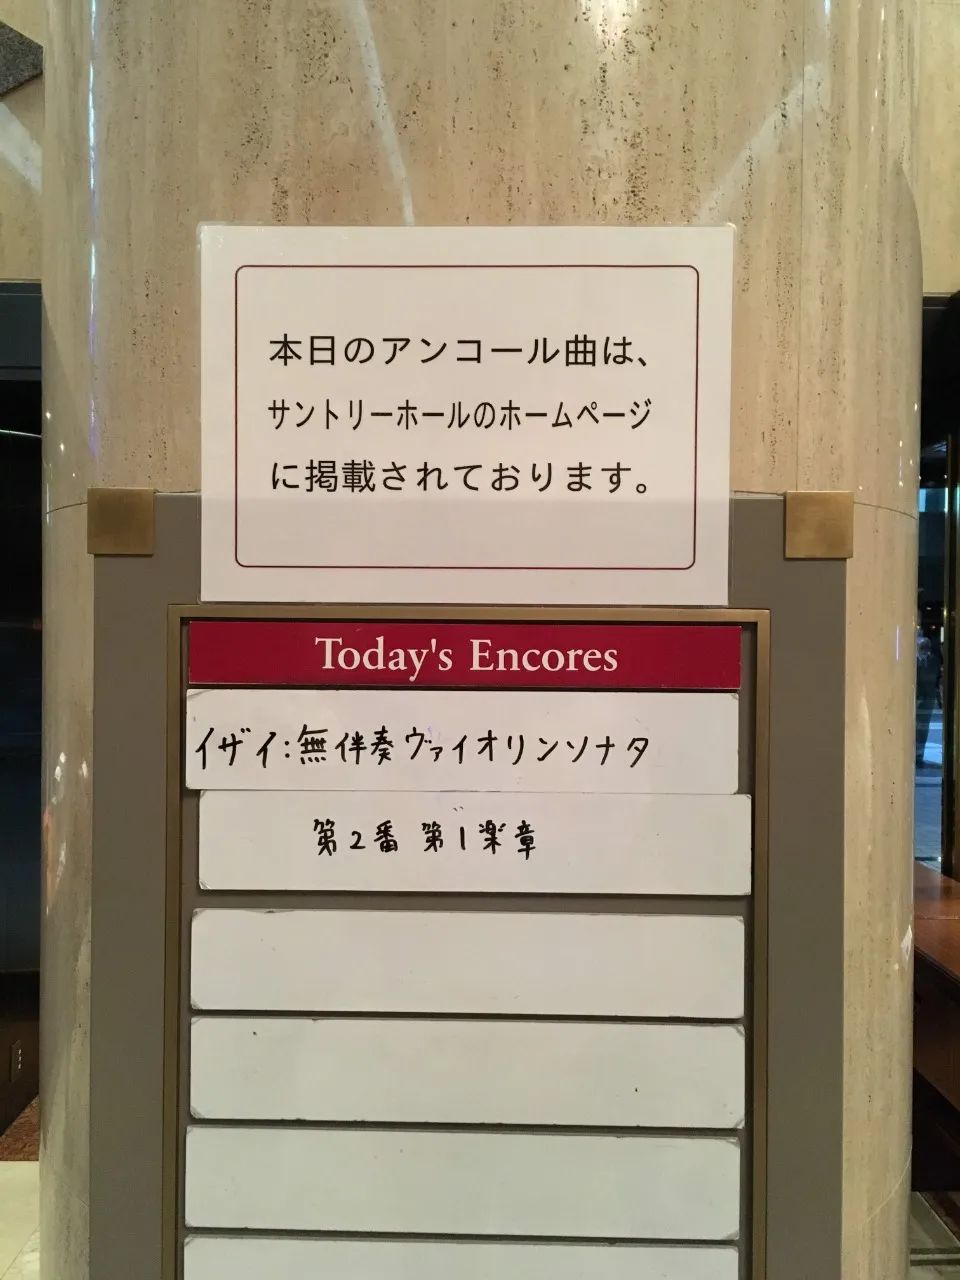 本日のアンコール曲は、
サントリーホールのホームページ
に掲載されております。
Today's Encores
イザイ:無伴奏ヴァイオリンソナタ
第2番 第1楽章